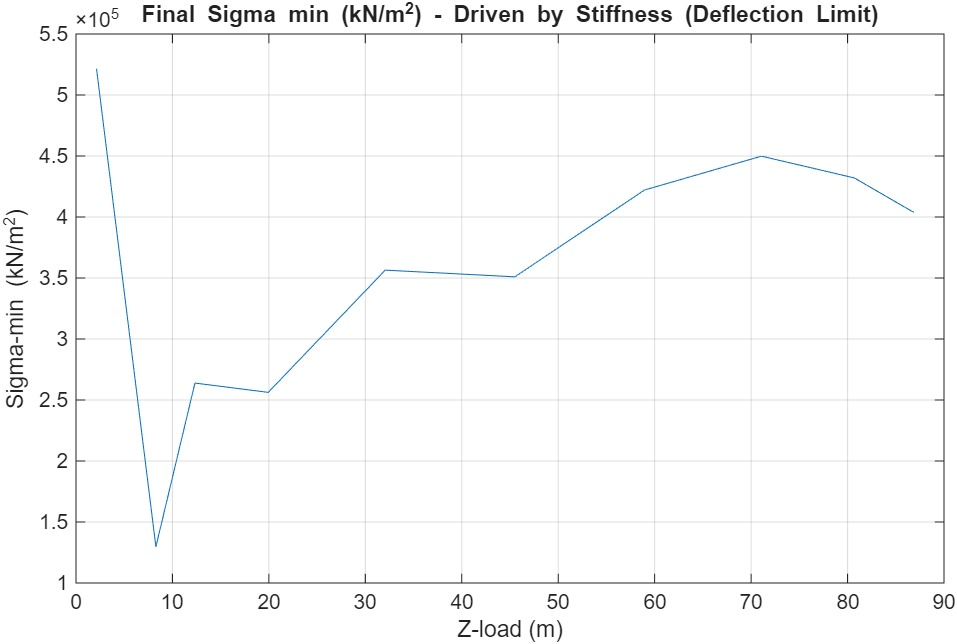 Final Sigma min (kN/m²) - Driven by Stiffness (Deflection Limit)
×10⁵
5.5
5
4.5
4
3.5
3
2.5
2
1.5
1
Sigma-min (kN/m²)
0 10 20 30 40 50 60 70 80 90
Z-load (m)